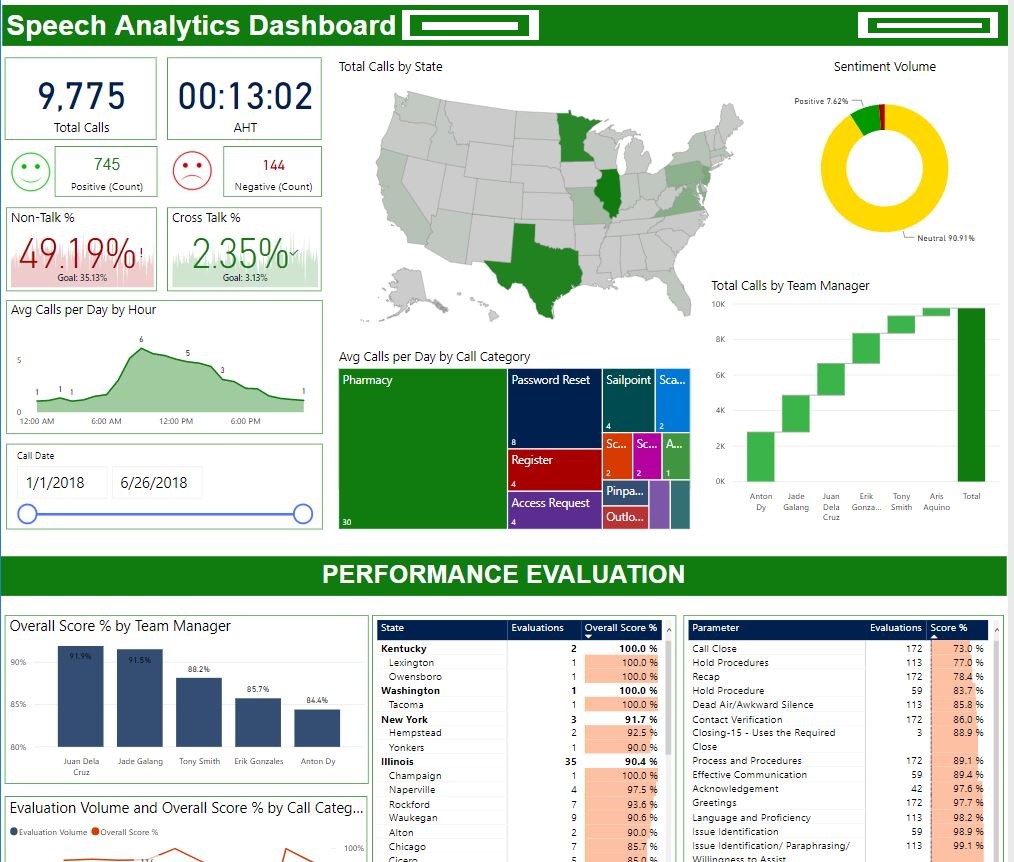 Speech Analytics Dashboard
9,775
Total Calls
00:13:02
AHT
745
Positive (Count)
144
Negative (Count)
Non-Talk %
49.19%!
Goal: 35.13%
Cross Talk %
2.35%
Goal: 3.13%
Avg Calls per Day by Hour
6
5
3
1
1
1
1
5
0
12:00 AM
6:00 AM
12:00 PM
6:00 PM
Call Date
1/1/2018
6/26/2018
Total Calls by State
Avg Calls per Day by Call Category
Pharmacy
30
Password Reset
8
Register
4
Access Request
4
Sailpoint
4
Sca...
2
Sc...
2
Sc...
2
A...
1
Pinpa...
Outlo...
Sentiment Volume
Positive 7.62%
Neutral 90.91%
Total Calls by Team Manager
10K
8K
6K
4K
2K
0K
Anton Dy
Jade Galang
Juan Dela Cruz
Erik Gonza...
Tony Smith
Aris Aquino
Total
PERFORMANCE EVALUATION
Overall Score % by Team Manager
90%
85%
80%
91.9%
91.5%
88.2%
85.7%
84.4%
Juan Dela Cruz
Jade Galang
Tony Smith
Erik Gonzales
Anton Dy
Evaluation Volume and Overall Score % by Call Categ...
Evaluation Volume Overall Score %
100%
State Evaluations Overall Score %
Kentucky 2 100.0 %
Lexington 1 100.0 %
Owensboro 1 100.0 %
Washington 1 100.0 %
Tacoma 1 100.0 %
New York 3 91.7 %
Hempstead 2 92.5 %
Yonkers 1 90.0 %
Illinois 35 90.4 %
Champaign 1 100.0 %
Naperville 4 97.5 %
Rockford 7 93.6 %
Waukegan 9 90.6 %
Alton 2 90.0 %
Chicago 7 85.7 %
Cicero 5 85.0 %
Parameter Evaluations Score %
Call Close 172 73.0 %
Hold Procedures 113 77.0 %
Recap 172 78.4 %
Hold Procedure 59 83.7 %
Dead Air/Awkward Silence 113 85.8 %
Contact Verification 172 86.0 %
Closing-15 - Uses the Required 3 88.9 %
Close
Process and Procedures 172 89.1 %
Effective Communication 59 89.4 %
Acknowledgement 42 97.6 %
Greetings 172 97.7 %
Language and Proficiency 113 98.2 %
Issue Identification 59 98.9 %
Issue Identification/ Paraphrasing/ 113 99.1 %
Willingness to Assist